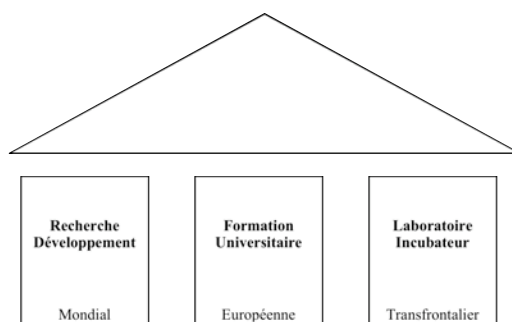 Recherche
Développement
Mondial
Formation
Universitaire
Européenne
Laboratoire
Incubateur
Transfrontalier